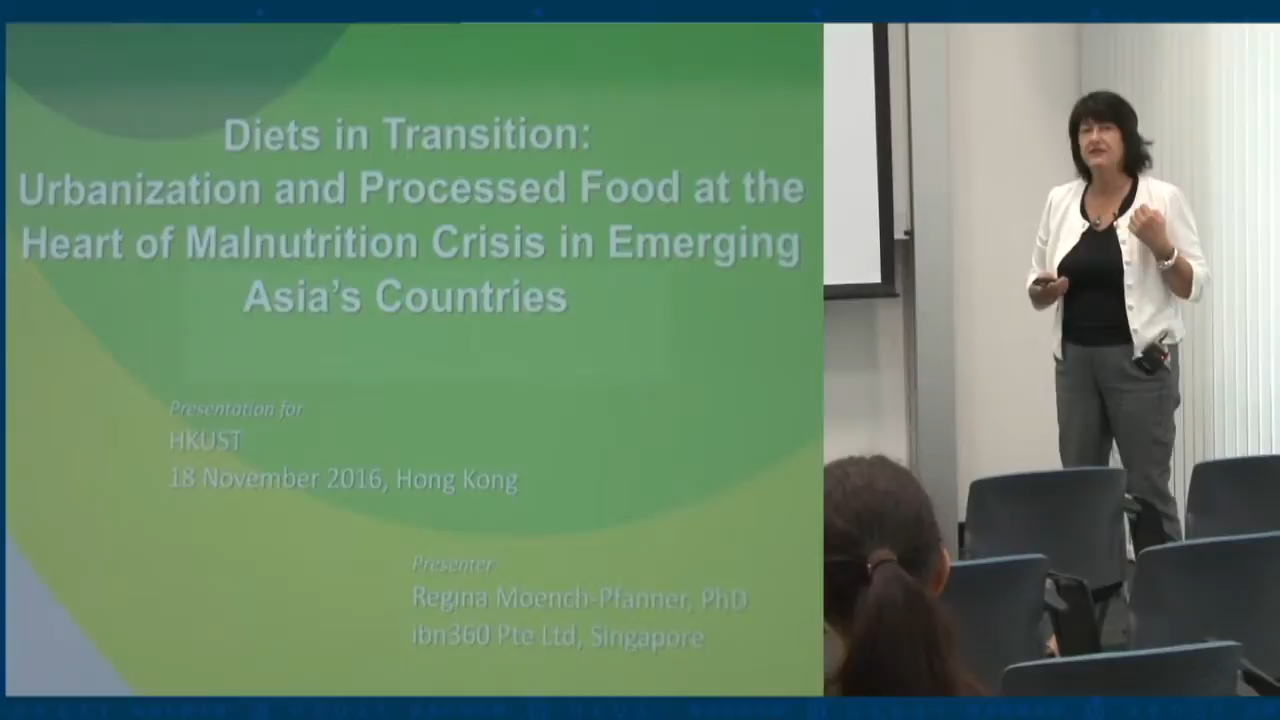 Diets in Transition:
Urbanization and Processed Food at the
Heart of Malnutrition Crisis in Emerging
Asia's Countries
Presentation for
HKUST
18 November 2016, Hong Kong
Presenter
Regina Moench-Pfanner, PhD
ibn360 Pte Ltd, Singapore